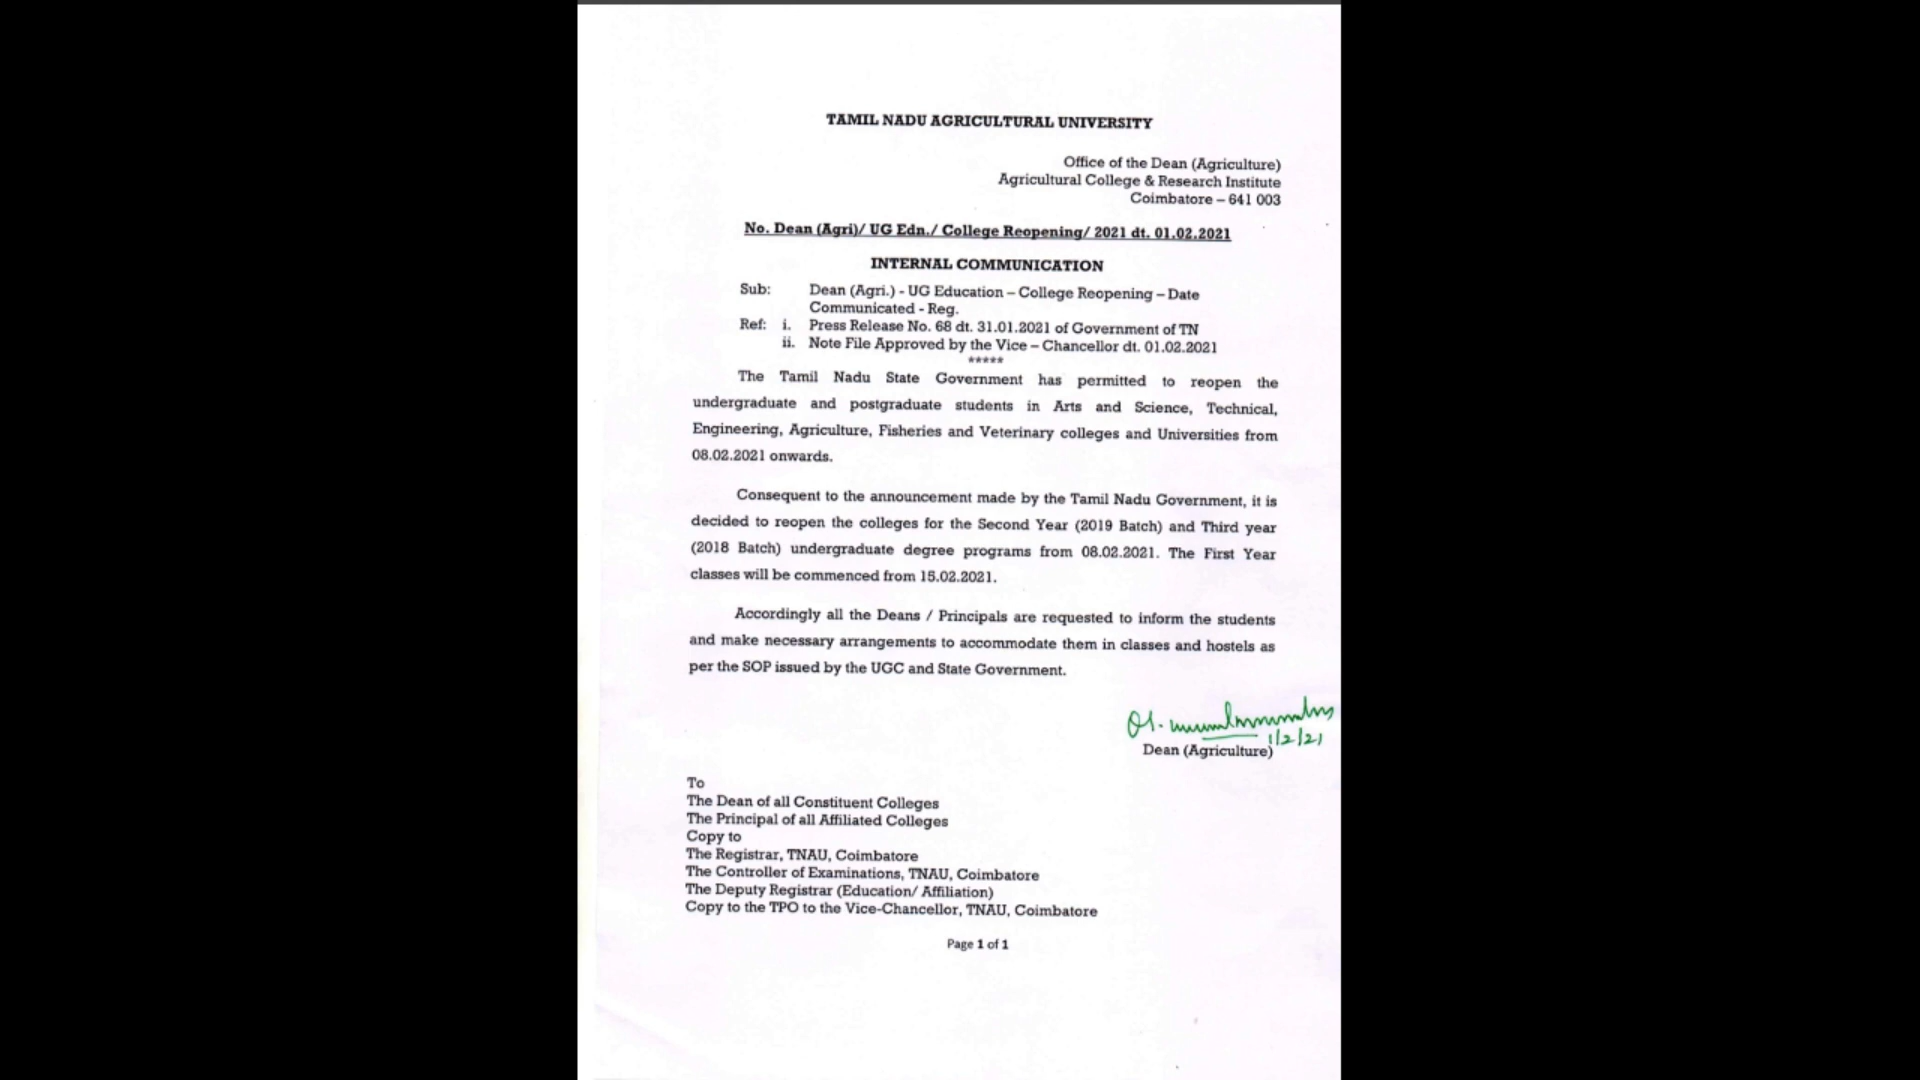 TAMIL NADU AGRICULTURAL UNIVERSITY
Office of the Dean (Agriculture)
Agricultural College & Research Institute
Coimbatore – 641 003
No. Dean (Agri)/ UG Edn./ College Reopening/ 2021 dt. 01.02.2021
INTERNAL COMMUNICATION
Sub: Dean (Agri.) - UG Education – College Reopening – Date
Communicated - Reg.
Ref: i. Press Release No. 68 dt. 31.01.2021 of Government of TN
ii. Note File Approved by the Vice – Chancellor dt. 01.02.2021
*****
The Tamil Nadu State Government has permitted to reopen the
undergraduate and postgraduate students in Arts and Science, Technical,
Engineering, Agriculture, Fisheries and Veterinary colleges and Universities from
08.02.2021 onwards.
Consequent to the announcement made by the Tamil Nadu Government, it is
decided to reopen the colleges for the Second Year (2019 Batch) and Third year
(2018 Batch) undergraduate degree programs from 08.02.2021. The First Year
classes will be commenced from 15.02.2021.
Accordingly all the Deans / Principals are requested to inform the students
and make necessary arrangements to accommodate them in classes and hostels as
per the SOP issued by the UGC and State Government.
1/2/21
Dean (Agriculture)
To
The Dean of all Constituent Colleges
The Principal of all Affiliated Colleges
Copy to
The Registrar, TNAU, Coimbatore
The Controller of Examinations, TNAU, Coimbatore
The Deputy Registrar (Education/ Affiliation)
Copy to the TPO to the Vice-Chancellor, TNAU, Coimbatore
Page 1 of 1